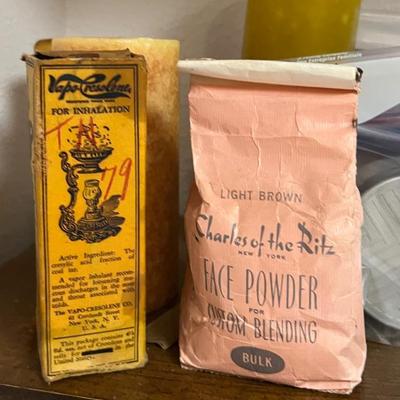 Vapo-Cresolene
FOR INHALATION
79
Active Ingredient: The
cresylic acid fraction of
coal tar.
A vapor inhalant recom-
mended for loosening mu-
cous discharges in the nose
and throat associated with
colds.
The VAPO-CRESOLENE CO.
New York, N. Y.
U. S. A.
This package contains
United States.
LIGHT BROWN
Charles of the Ritz
NEW YORK
FACE POWDER
FOR
CUSTOM BLENDING
BULK